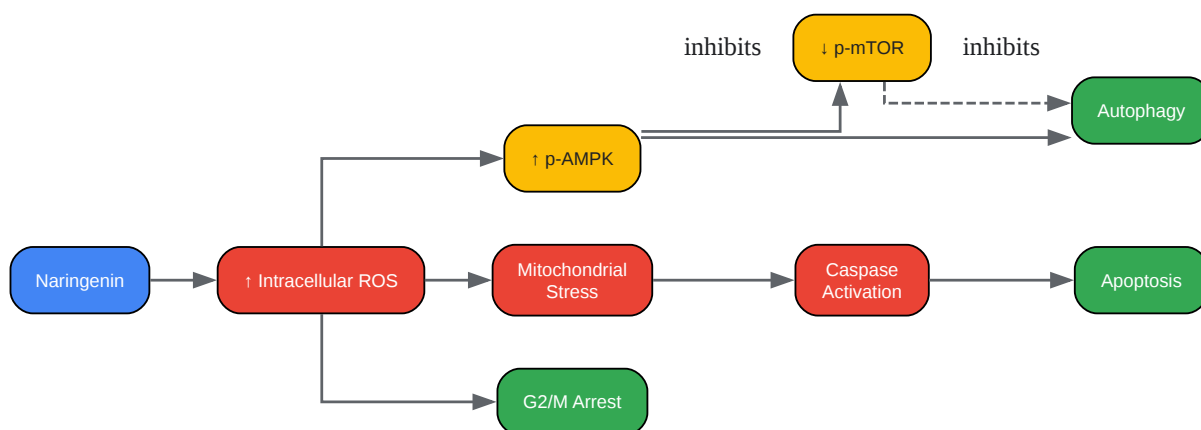 inhibits
↓ p-mTOR
inhibits
Autophagy
↑ p-AMPK
Naringenin
↑ Intracellular ROS
Mitochondrial
Stress
Caspase
Activation
Apoptosis
G2/M Arrest